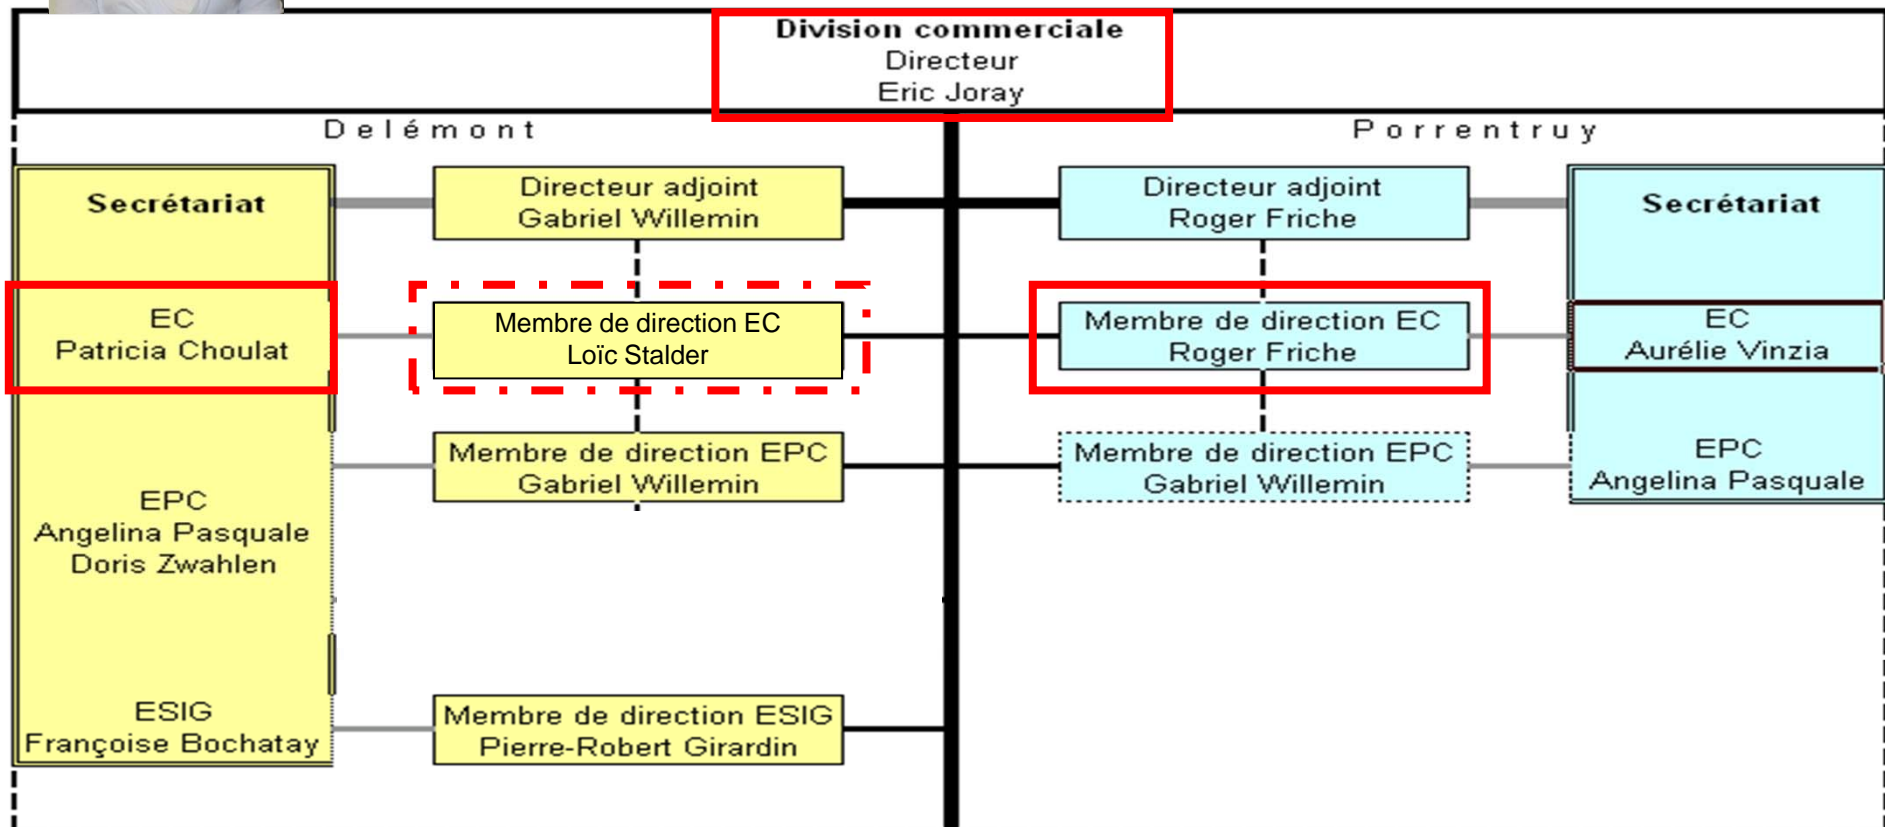 Division commerciale
Directeur
Eric Joray
Delémont
Porrentruy
Secrétariat
Directeur adjoint
Gabriel Willemin
Directeur adjoint
Roger Friche
Secrétariat
EC
Patricia Choulat
Membre de direction EC
Loïc Stalder
Membre de direction EC
Roger Friche
EC
Aurélie Vinzia
EPC
Angelina Pasquale
Doris Zwahlen
Membre de direction EPC
Gabriel Willemin
Membre de direction EPC
Gabriel Willemin
EPC
Angelina Pasquale
ESIG
Françoise Bochatay
Membre de direction ESIG
Pierre-Robert Girardin